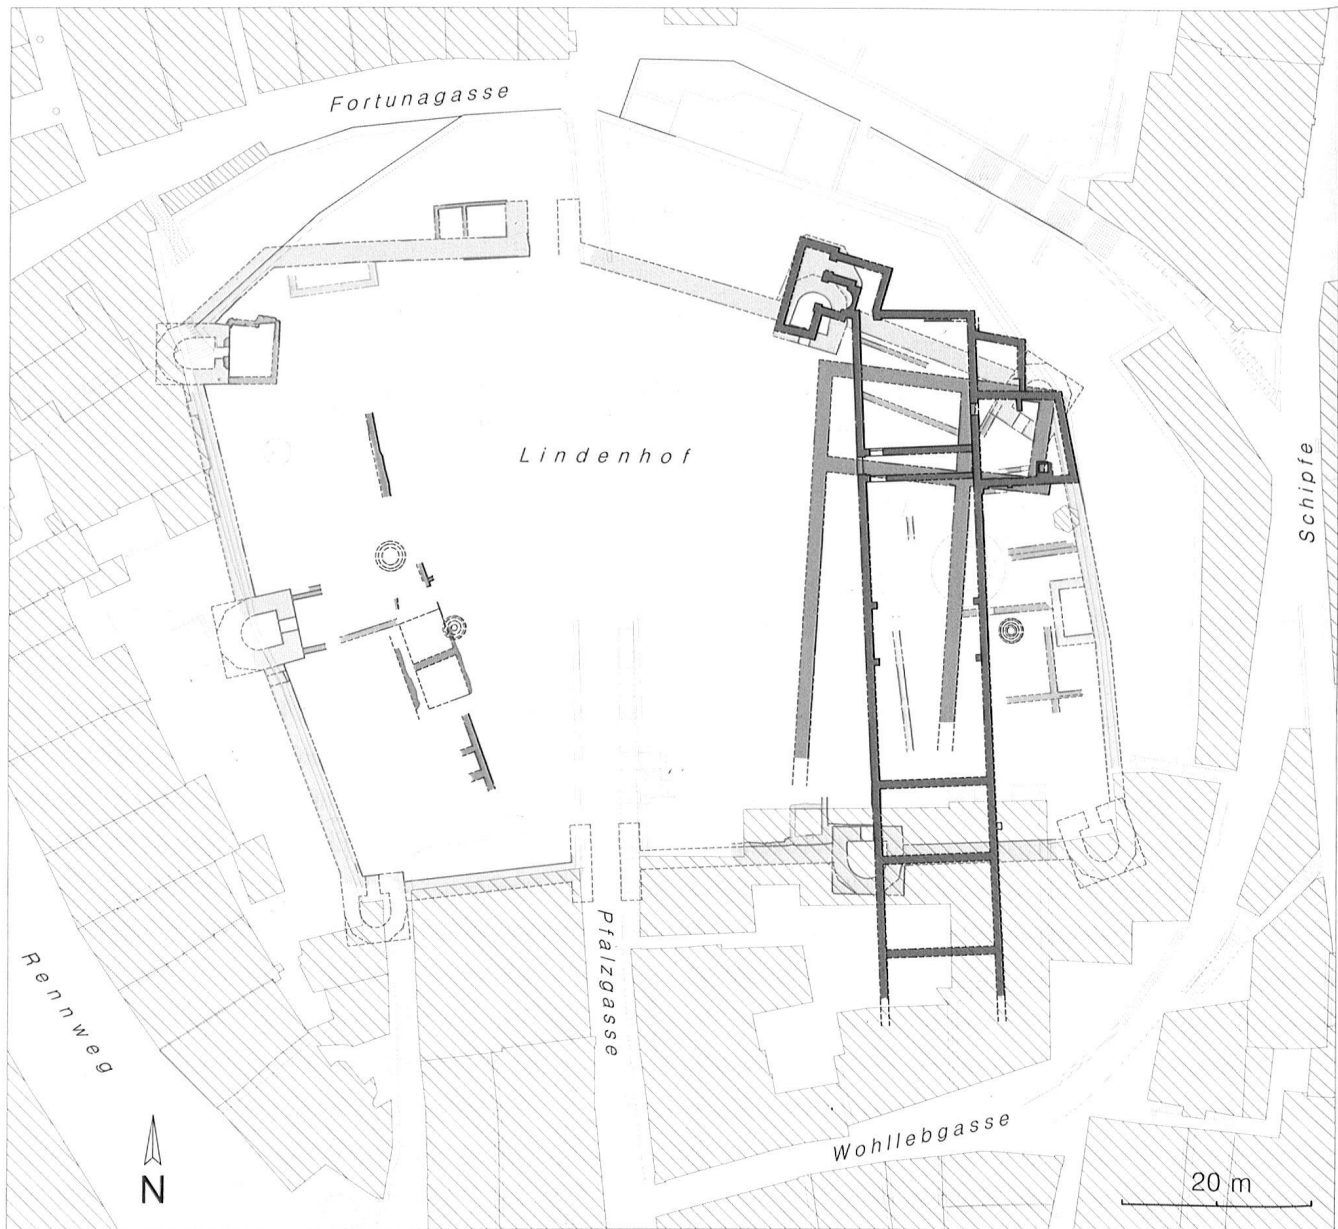 Fortunagasse
Lindenhof
Schipfe
Pfalzgasse
Rennweg
Wohllebgasse
N
20 m